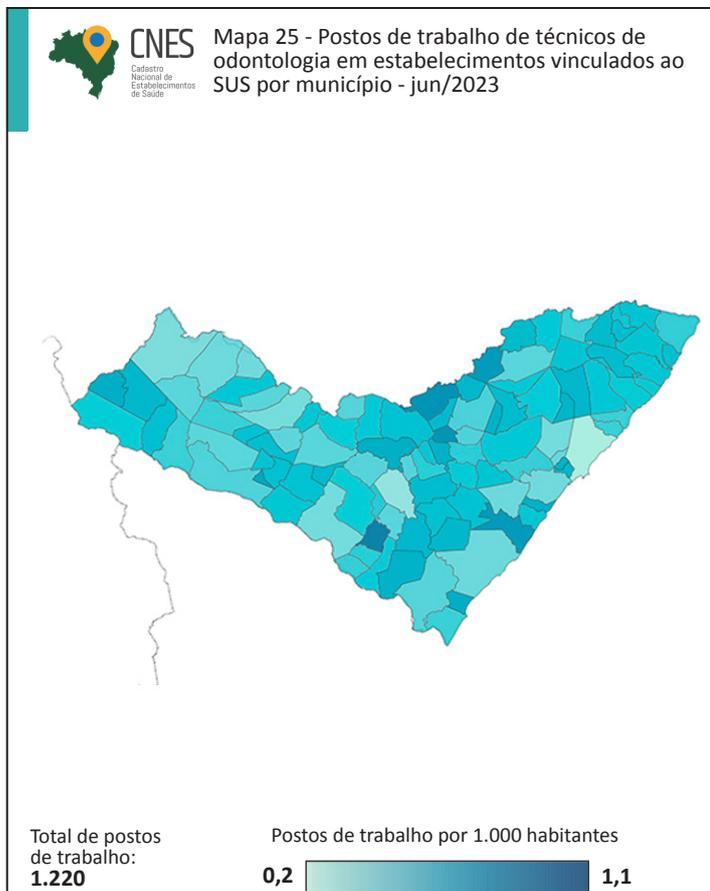 CNES
Cadastro
Nacional de
Estabelecimentos
de Saúde
Mapa 25 - Postos de trabalho de técnicos de
odontologia em estabelecimentos vinculados ao
SUS por município - jun/2023
Total de postos
de trabalho:
1.220
Postos de trabalho por 1.000 habitantes
0,2
1,1